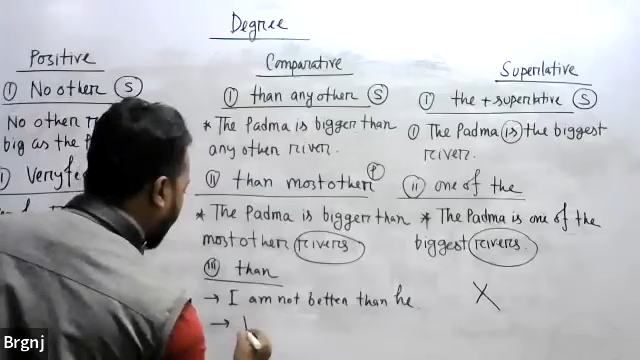 Degree
Positive
① No other Ⓢ
No other r
big as the P
① Veryfe
Comparative
① than any other Ⓢ
* The Padma is bigger than
any other river.
ⓘⓘ than most other Ⓟ
* The Padma is bigger than
most other rivers
ⓘⓘⓘ than
→ I am not better than he
→
Superlative
① the + superlative Ⓢ
① The Padma is the biggest
river.
ⓘⓘ one of the
* The Padma is one of the
biggest rivers.
X
Brgnj